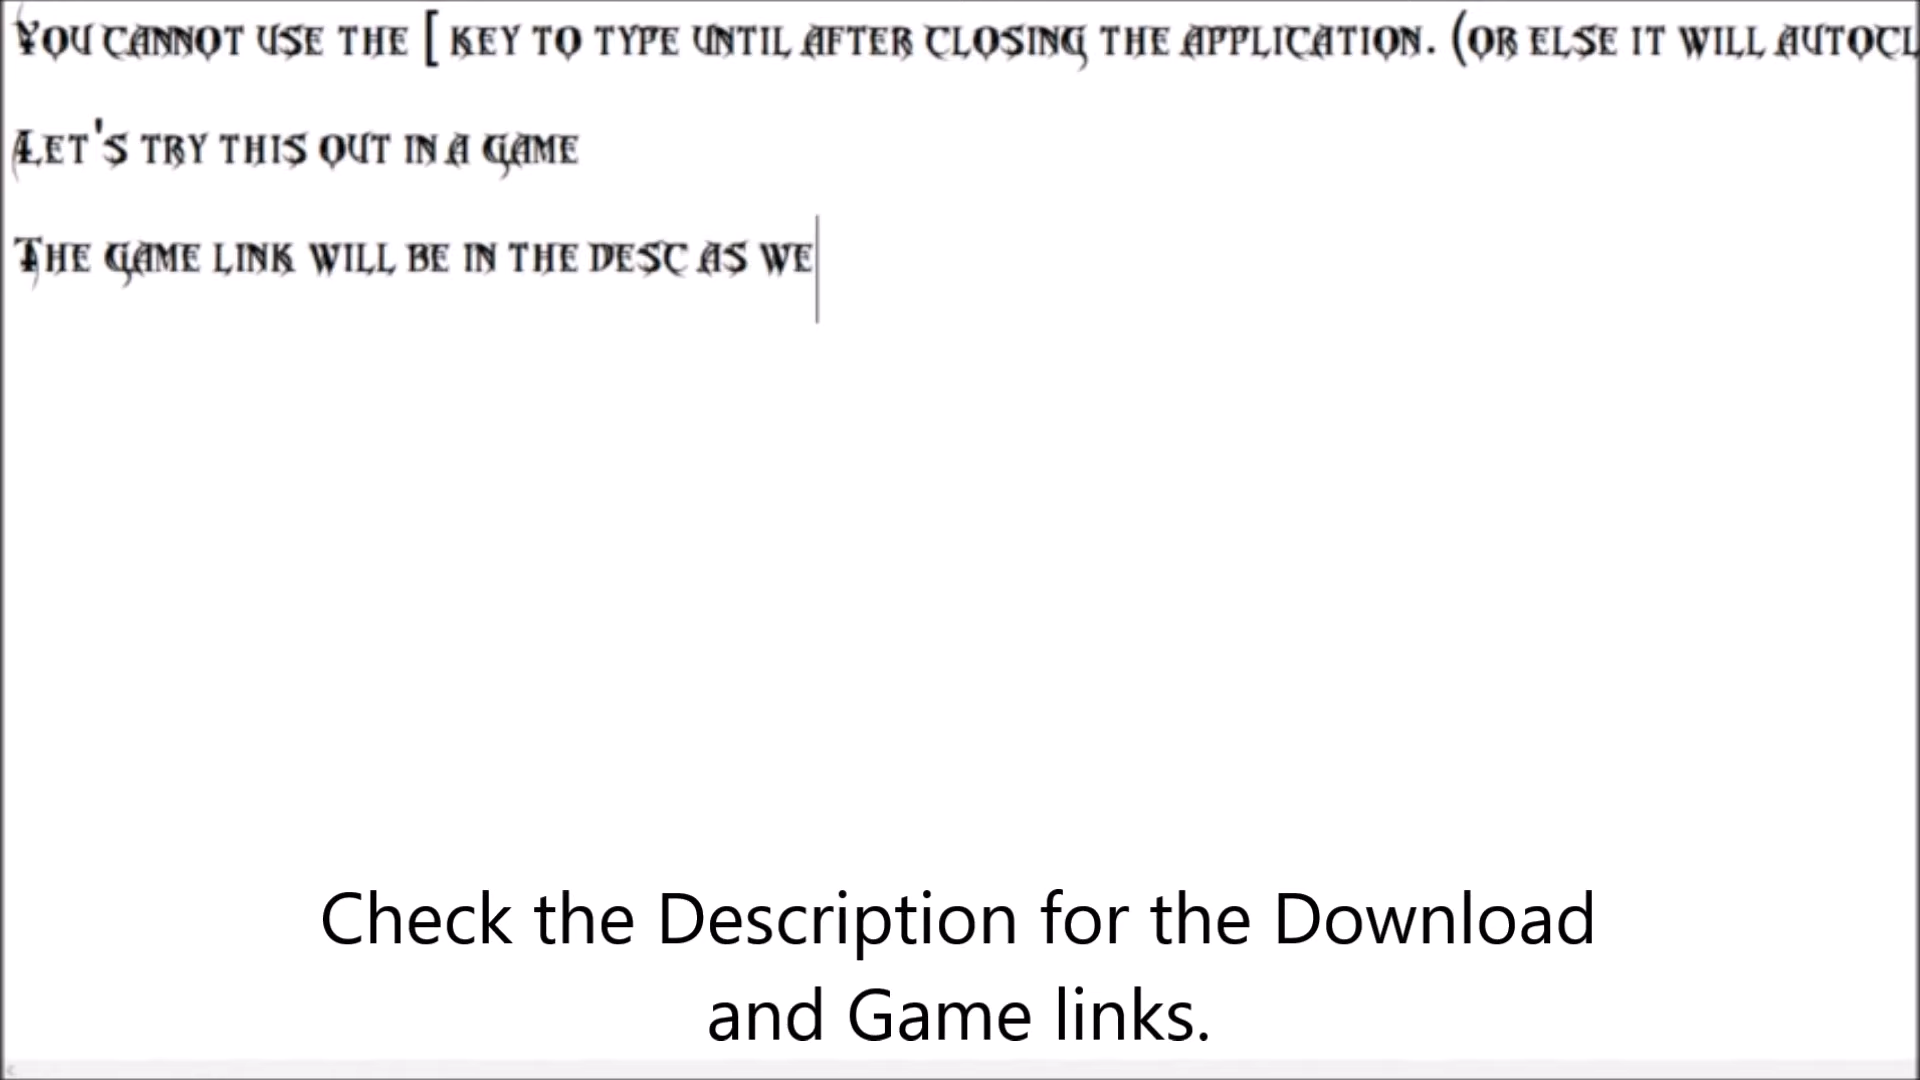 You cannot use the [ key to type until after closing the application. (or else it will autocl
Let's try this out in a game
The game link will be in the desc as we
Check the Description for the Download
and Game links.